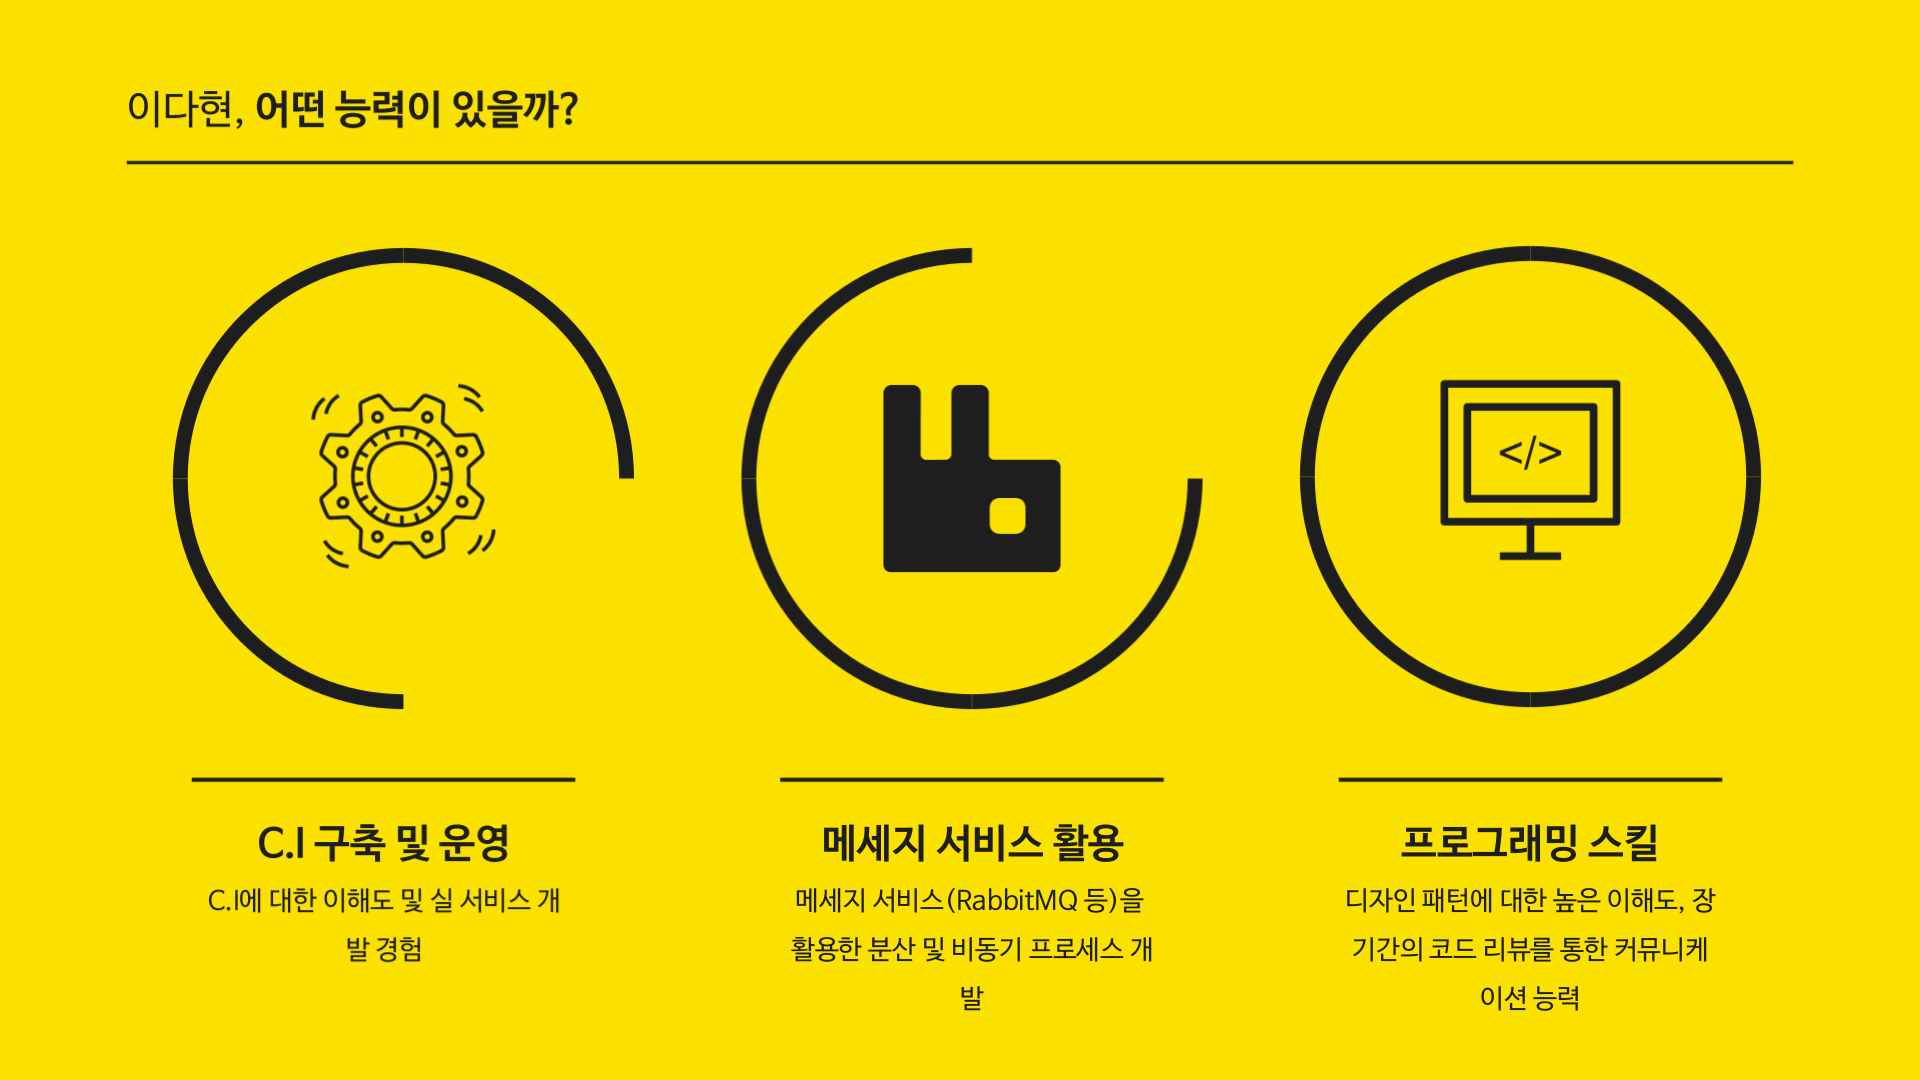 이다현, 어떤 능력이 있을까?
</>
C.I 구축 및 운영
C.I에 대한 이해도 및 실 서비스 개
발 경험
메세지 서비스 활용
메세지 서비스(RabbitMQ 등)을
활용한 분산 및 비동기 프로세스 개
발
프로그래밍 스킬
디자인 패턴에 대한 높은 이해도, 장
기간의 코드 리뷰를 통한 커뮤니케
이션 능력